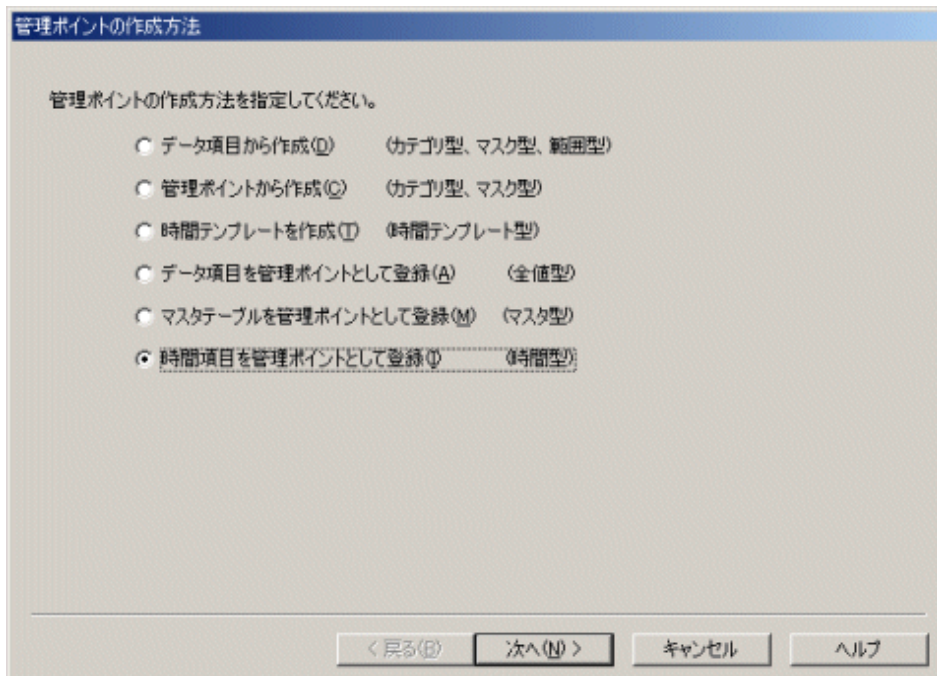 管理ポイントの作成方法
管理ポイントの作成方法を指定してください。
データ項目から作成(D) (カテゴリ型、マスク型、範囲型)
管理ポイントから作成(C) (カテゴリ型、マスク型)
時間テンプレートを作成(T) (時間テンプレート型)
データ項目を管理ポイントとして登録(A) (全値型)
マスタテーブルを管理ポイントとして登録(M) (マスタ型)
時間項目を管理ポイントとして登録(I) (時間型)
< 戻る(B) 次へ(N) > キャンセル ヘルプ